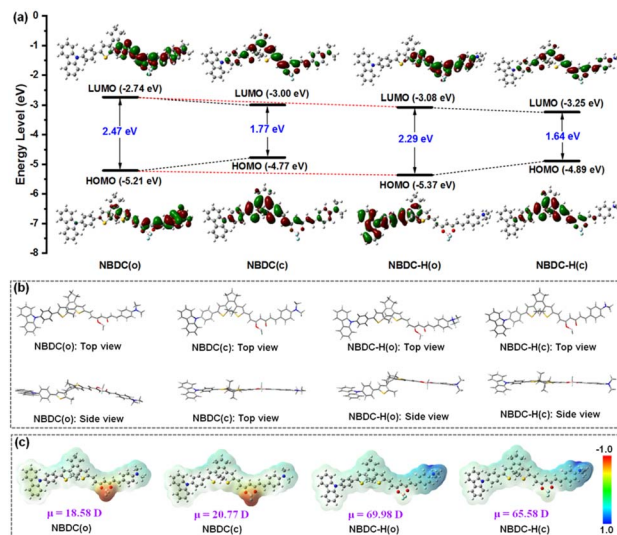 (a)
-1
-2
-3
-4
-5
-6
-7
-8
Energy Level (eV)
LUMO (-2.74 eV)
LUMO (-3.00 eV)
LUMO (-3.08 eV)
LUMO (-3.25 eV)
2.47 eV
1.77 eV
2.29 eV
1.64 eV
HOMO (-5.21 eV)
HOMO (-4.77 eV)
HOMO (-5.37 eV)
HOMO (-4.89 eV)
NBDC(o)
NBDC(c)
NBDC-H(o)
NBDC-H(c)
(b)
NBDC(o): Top view
NBDC(c): Top view
NBDC-H(o): Top view
NBDC-H(c): Top view
NBDC(o): Side view
NBDC(c): Top view
NBDC-H(o): Side view
NBDC-H(c): Side view
(c)
-1.0
1.0
μ = 18.58 D
μ = 20.77 D
μ = 69.98 D
μ = 65.58 D
NBDC(o)
NBDC(c)
NBDC-H(o)
NBDC-H(c)